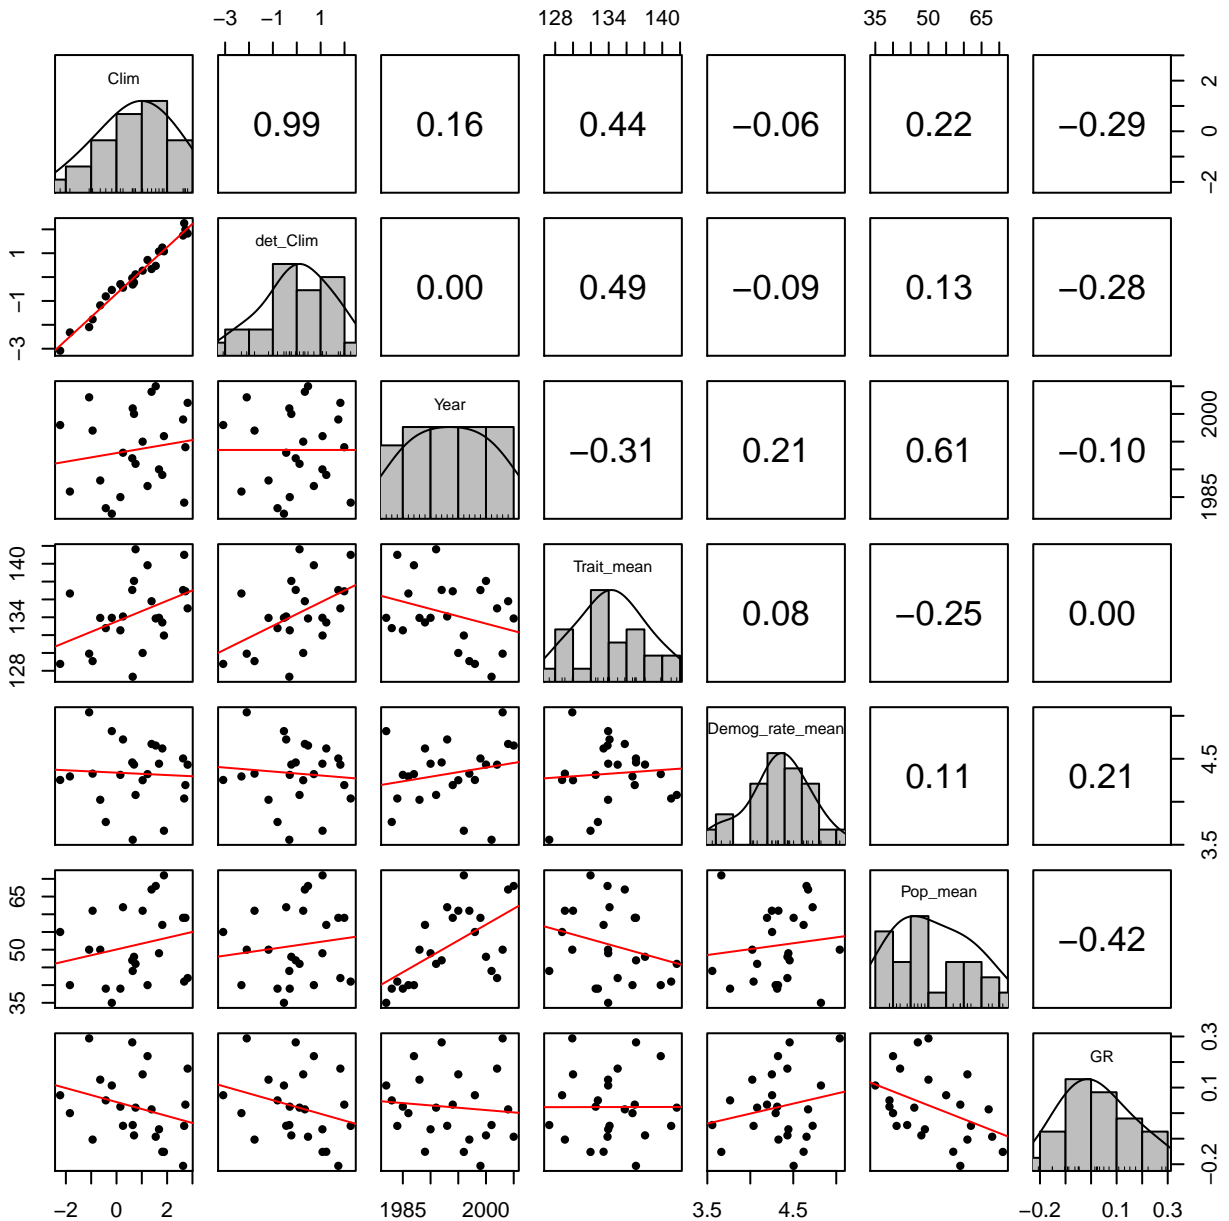 −3 −1 1 128 134 140 35 50 65
Clim 0.99 0.16 0.44 −0.06 0.22 −0.29 −2 0 2
−3 −1 1 det_Clim 0.00 0.49 −0.09 0.13 −0.28
Year −0.31 0.21 0.61 −0.10 1985 2000
128 134 140 Trait_mean 0.08 −0.25 0.00
Demog_rate_mean 0.11 0.21 3.5 4.5
35 50 65 Pop_mean −0.42
GR −0.2 0.1 0.3
−2 0 2 1985 2000 3.5 4.5 −0.2 0.1 0.3